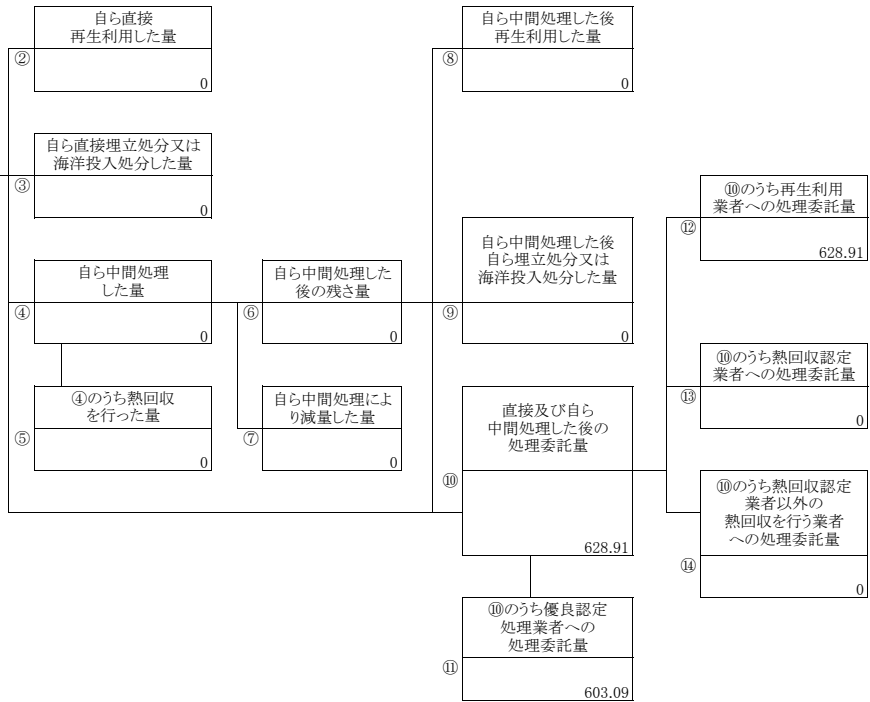 自ら直接
再生利用した量
②
0
自ら直接埋立処分又は
海洋投入処分した量
③
0
自ら中間処理
した量
④
0
④のうち熱回収
を行った量
⑤
0
自ら中間処理した
後の残さ量
⑥
0
自ら中間処理によ
り減量した量
⑦
0
自ら中間処理した後
再生利用した量
⑧
0
自ら中間処理した後
自ら埋立処分又は
海洋投入処分した量
⑨
0
直接及び自ら
中間処理した後の
処理委託量
⑩
628.91
⑩のうち優良認定
処理業者への
処理委託量
⑪
603.09
⑩のうち再生利用
業者への処理委託量
⑫
628.91
⑩のうち熱回収認定
業者への処理委託量
⑬
0
⑩のうち熱回収認定
業者以外の
熱回収を行う業者
への処理委託量
⑭
0